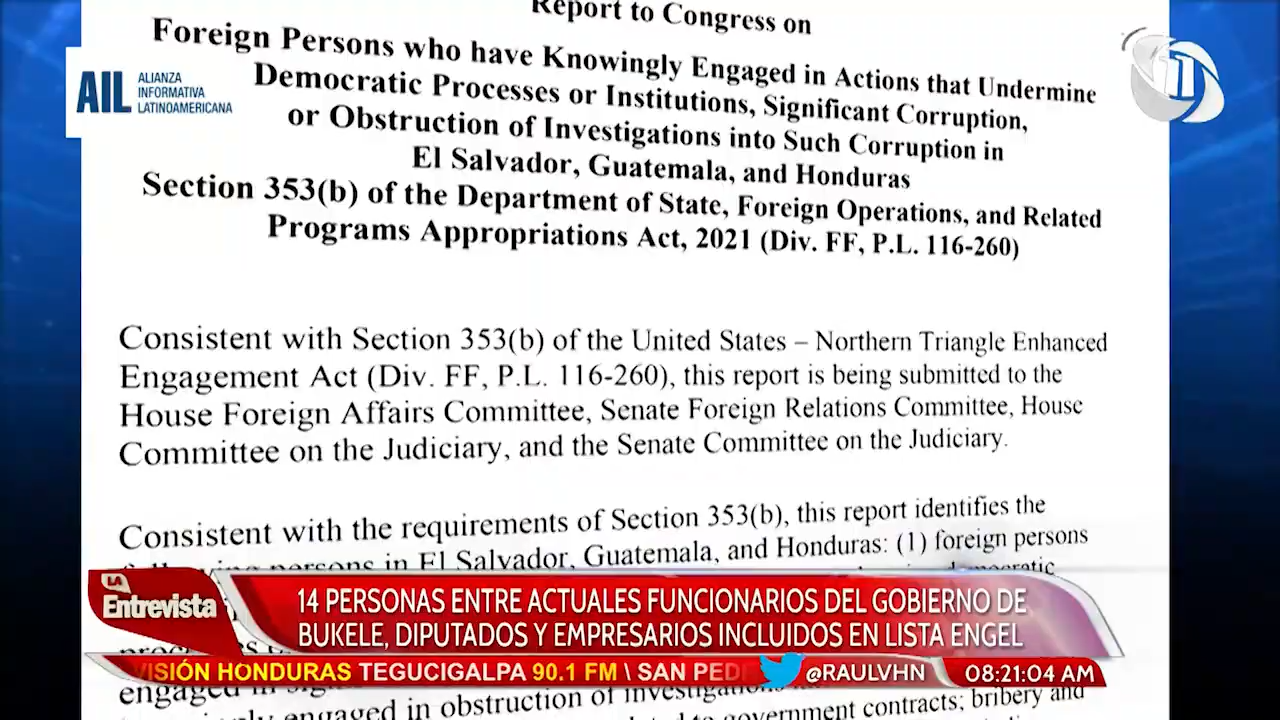 Report to Congress on
Foreign Persons who have Knowingly Engaged in Actions that Undermine
Democratic Processes or Institutions, Significant Corruption,
or Obstruction of Investigations into Such Corruption in
El Salvador, Guatemala, and Honduras
Section 353(b) of the Department of State, Foreign Operations, and Related
Programs Appropriations Act, 2021 (Div. FF, P.L. 116-260)
AIL
ALIANZA
INFORMATIVA
LATINOAMERICANA
11
Consistent with Section 353(b) of the United States – Northern Triangle Enhanced
Engagement Act (Div. FF, P.L. 116-260), this report is being submitted to the
House Foreign Affairs Committee, Senate Foreign Relations Committee, House
Committee on the Judiciary, and the Senate Committee on the Judiciary.
Consistent with the requirements of Section 353(b), this report identifies the
persons in El Salvador, Guatemala, and Honduras: (1) foreign persons
LA
Entrevista
14 PERSONAS ENTRE ACTUALES FUNCIONARIOS DEL GOBIERNO DE
BUKELE, DIPUTADOS Y EMPRESARIOS INCLUIDOS EN LISTA ENGEL
VISIÓN HONDURAS TEGUCIGALPA 90.1 FM \ SAN PED
@RAULVHN
08:21:04 AM
engaged in
engaged in obstruction of investigations
government contracts; bribery and